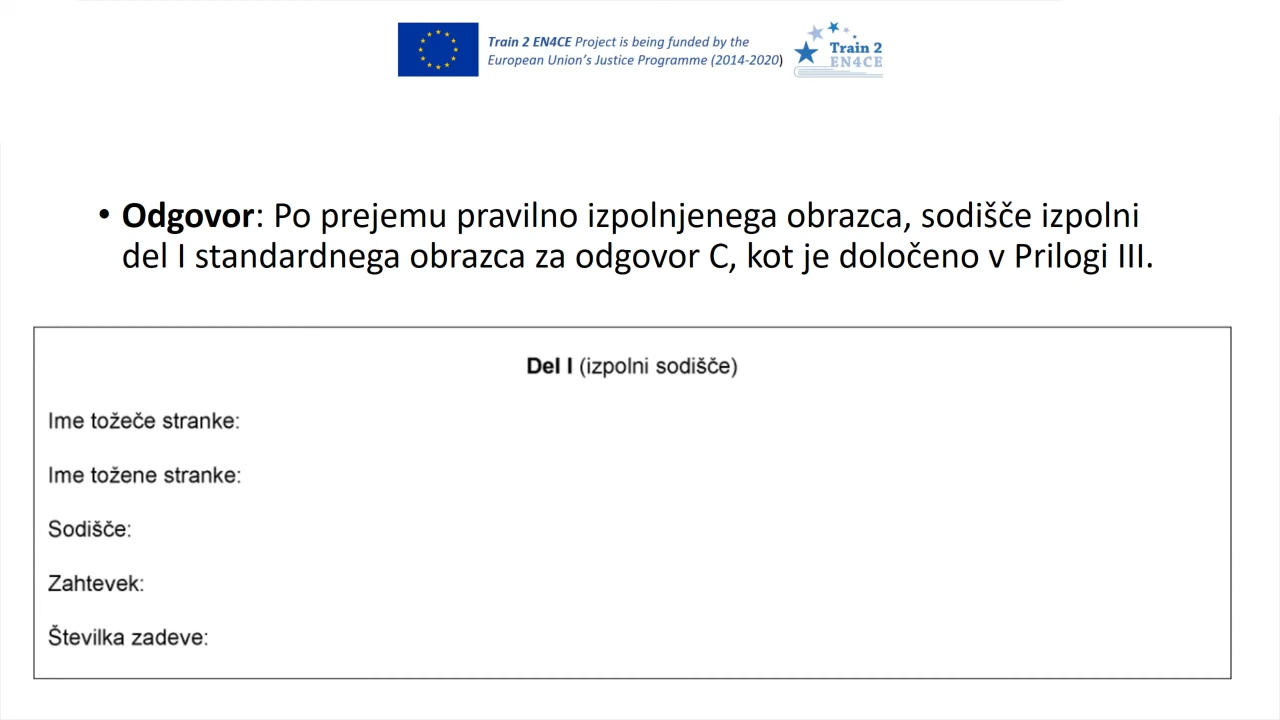 Train 2 EN4CE Project is being funded by the
European Union's Justice Programme (2014-2020)
Train 2
EN4CE
• Odgovor: Po prejemu pravilno izpolnjenega obrazca, sodišče izpolni
del I standardnega obrazca za odgovor C, kot je določeno v Prilogi III.
Del I (izpolni sodišče)
Ime tožeče stranke:
Ime tožene stranke:
Sodišče:
Zahtevek:
Številka zadeve: